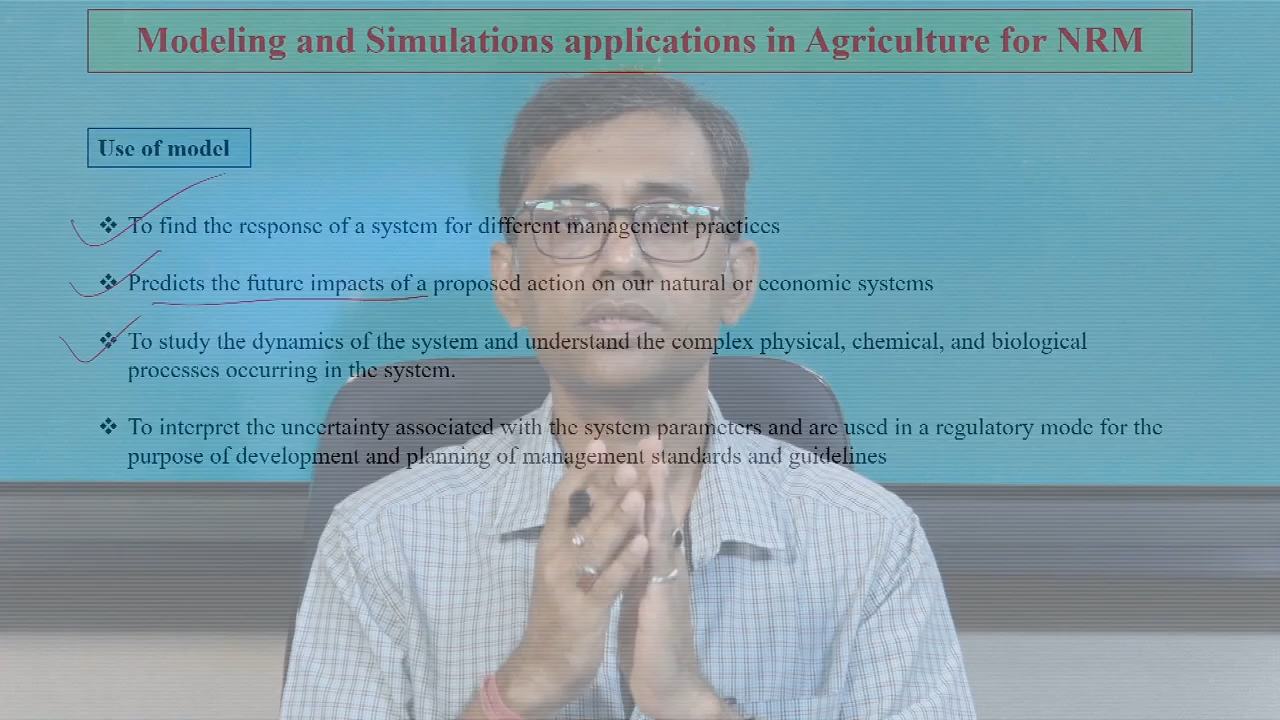 Modeling and Simulations applications in Agriculture for NRM
Use of model
❖ To find the response of a system for different management practices
❖ Predicts the future impacts of a proposed action on our natural or economic systems
❖ To study the dynamics of the system and understand the complex physical, chemical, and biological
processes occurring in the system.
❖ To interpret the uncertainty associated with the system parameters and are used in a regulatory mode for the
purpose of development and planning of management standards and guidelines